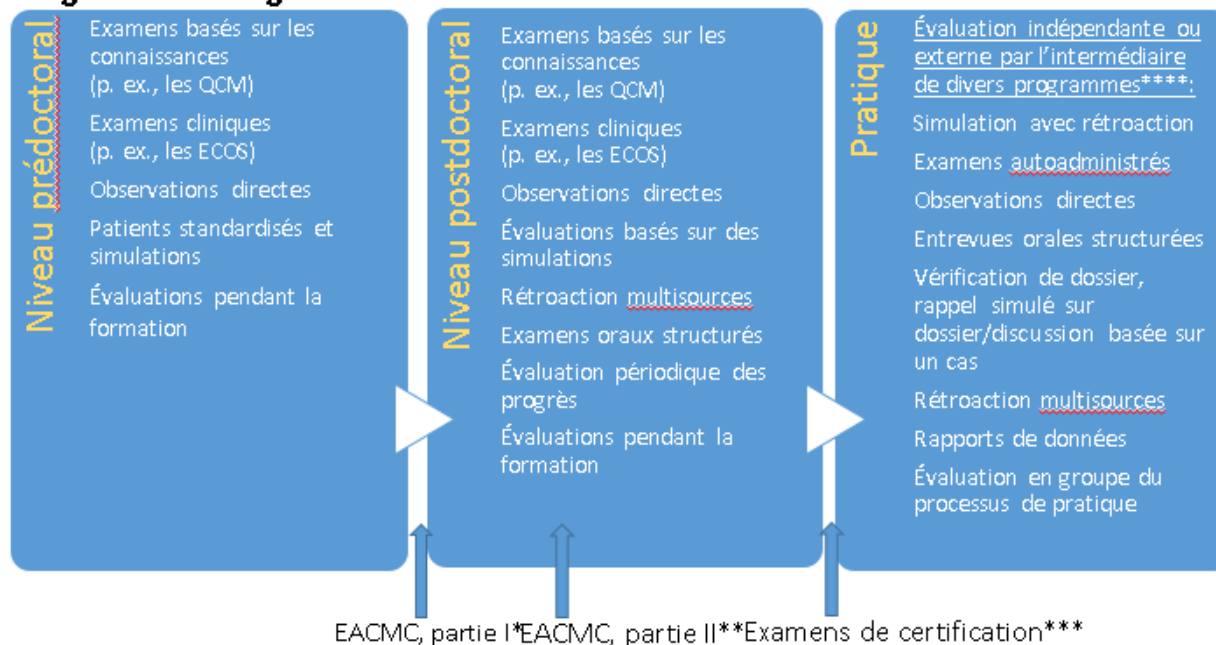 Niveau prédoctoral
Examens basés sur les
connaissances
(p. ex., les QCM)
Examens cliniques
(p. ex., les ECOS)
Observations directes
Patients standardisés et
simulations
Évaluations pendant la
formation
Niveau postdoctoral
Examens basés sur les
connaissances
(p. ex., les QCM)
Examens cliniques
(p. ex., les ECOS)
Observations directes
Évaluations basés sur des
simulations
Rétroaction multisources
Examens oraux structurés
Évaluation périodique des
progrès
Évaluations pendant la
formation
Pratique
Évaluation indépendante ou
externe par l'intermédiaire
de divers programmes****:
Simulation avec rétroaction
Examens autoadministrés
Observations directes
Entrevues orales structurées
Vérification de dossier,
rappel simulé sur
dossier/discussion basée sur
un cas
Rétroaction multisources
Rapports de données
Évaluation en groupe du
processus de pratique
EACMC, partie I*EACMC, partie II**Examens de certification***